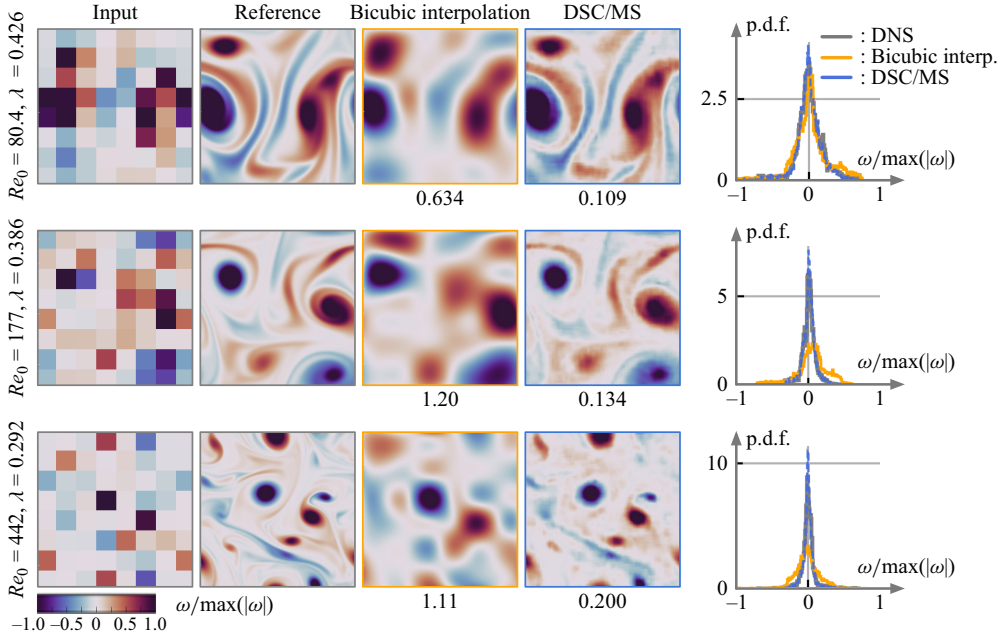 Input Reference Bicubic interpolation DSC/MS
Re₀ = 80.4, λ = 0.426
0.634 0.109
p.d.f.
: DNS
: Bicubic interp.
: DSC/MS
2.5
ω/max(|ω|)
0
–1 0 1
Re₀ = 177, λ = 0.386
1.20 0.134
p.d.f.
5
ω/max(|ω|)
0
–1 0 1
Re₀ = 442, λ = 0.292
1.11 0.200
p.d.f.
10
ω/max(|ω|)
0
–1 0 1
ω/max(|ω|)
–1.0 –0.5 0.5 1.0